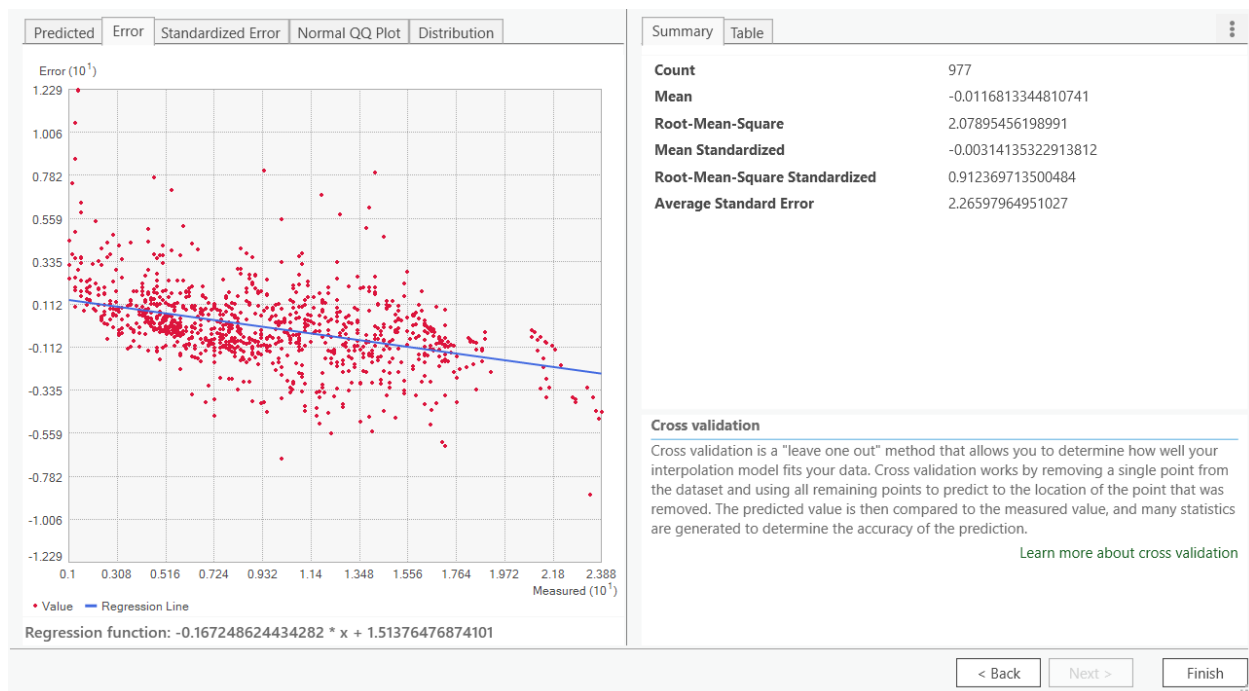 Predicted Error Standardized Error Normal QQ Plot Distribution
Error (10¹)
1.229
1.006
0.782
0.559
0.335
0.112
-0.112
-0.335
-0.559
-0.782
-1.006
-1.229
0.1 0.308 0.516 0.724 0.932 1.14 1.348 1.556 1.764 1.972 2.18 2.388
Measured (10¹)
Value Regression Line
Regression function: -0.167248624434282 * x + 1.51376476874101
Summary Table
Count 977
Mean -0.0116813344810741
Root-Mean-Square 2.07895456198991
Mean Standardized -0.00314135322913812
Root-Mean-Square Standardized 0.912369713500484
Average Standard Error 2.26597964951027
Cross validation
Cross validation is a "leave one out" method that allows you to determine how well your
interpolation model fits your data. Cross validation works by removing a single point from
the dataset and using all remaining points to predict to the location of the point that was
removed. The predicted value is then compared to the measured value, and many statistics
are generated to determine the accuracy of the prediction.
Learn more about cross validation
< Back Next > Finish